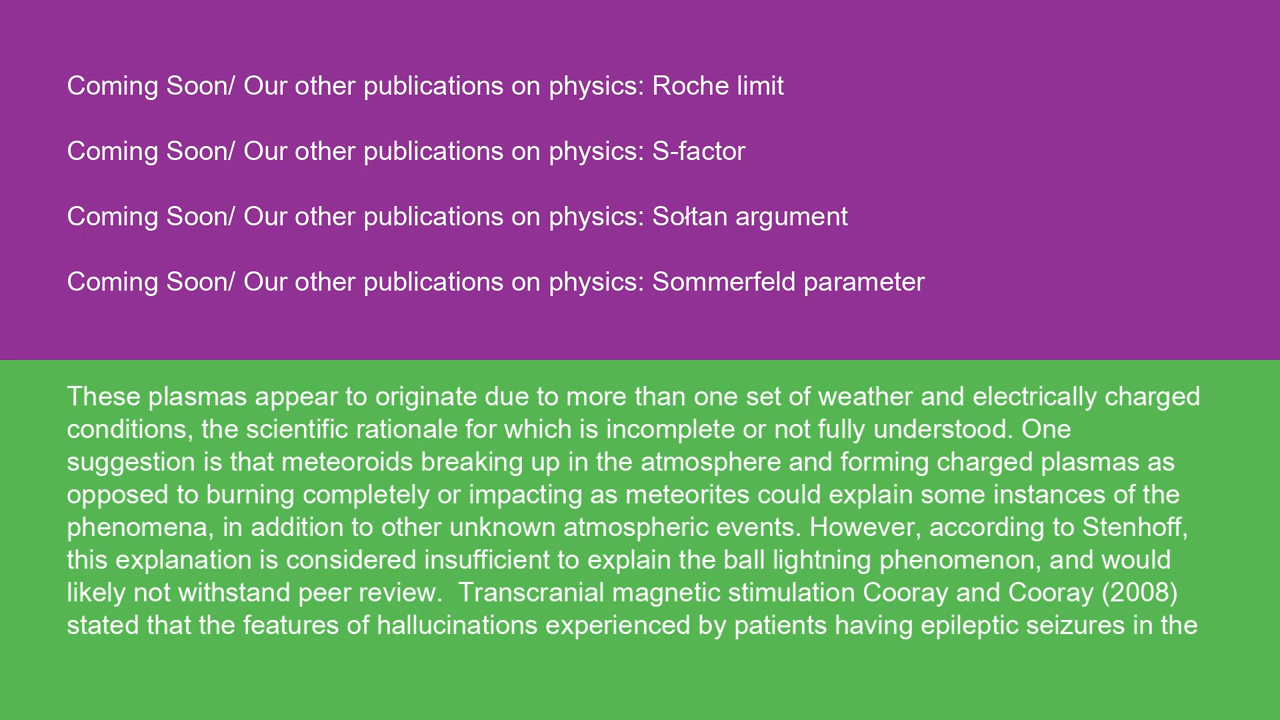 Coming Soon/ Our other publications on physics: Roche limit
Coming Soon/ Our other publications on physics: S-factor
Coming Soon/ Our other publications on physics: Sołtan argument
Coming Soon/ Our other publications on physics: Sommerfeld parameter
These plasmas appear to originate due to more than one set of weather and electrically charged
conditions, the scientific rationale for which is incomplete or not fully understood. One
suggestion is that meteoroids breaking up in the atmosphere and forming charged plasmas as
opposed to burning completely or impacting as meteorites could explain some instances of the
phenomena, in addition to other unknown atmospheric events. However, according to Stenhoff,
this explanation is considered insufficient to explain the ball lightning phenomenon, and would
likely not withstand peer review.  Transcranial magnetic stimulation Cooray and Cooray (2008)
stated that the features of hallucinations experienced by patients having epileptic seizures in the